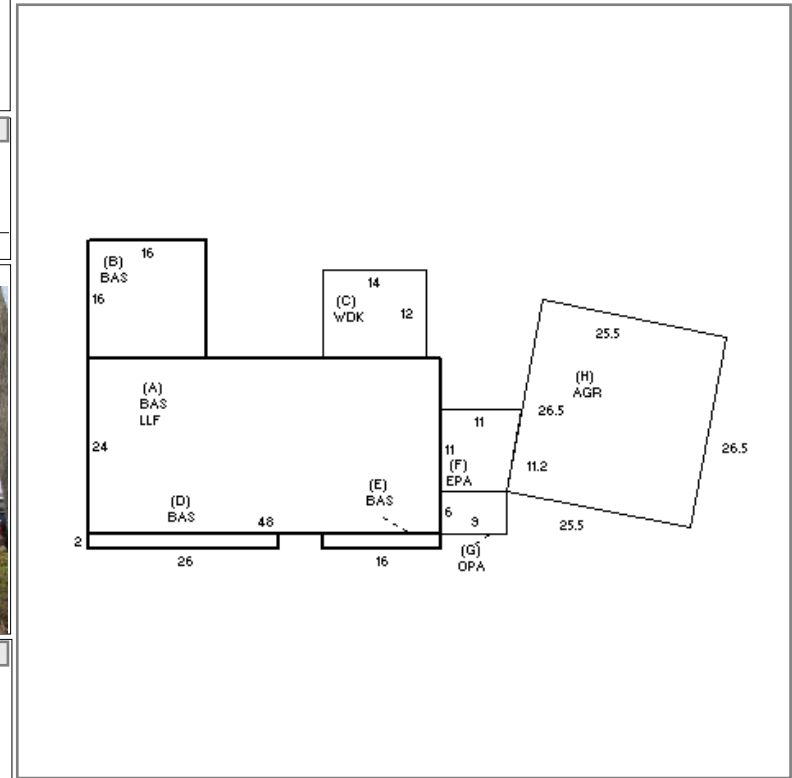 16
(B)
BAS
16
14
(C)
WDK
12
25.5
(H)
AGR
26.5
26.5
(A)
BAS
LLF
24
11
11
(F)
EPA
11.2
(E)
BAS
(D)
BAS
48
6
9
25.5
2
26
16
(G)
OPA